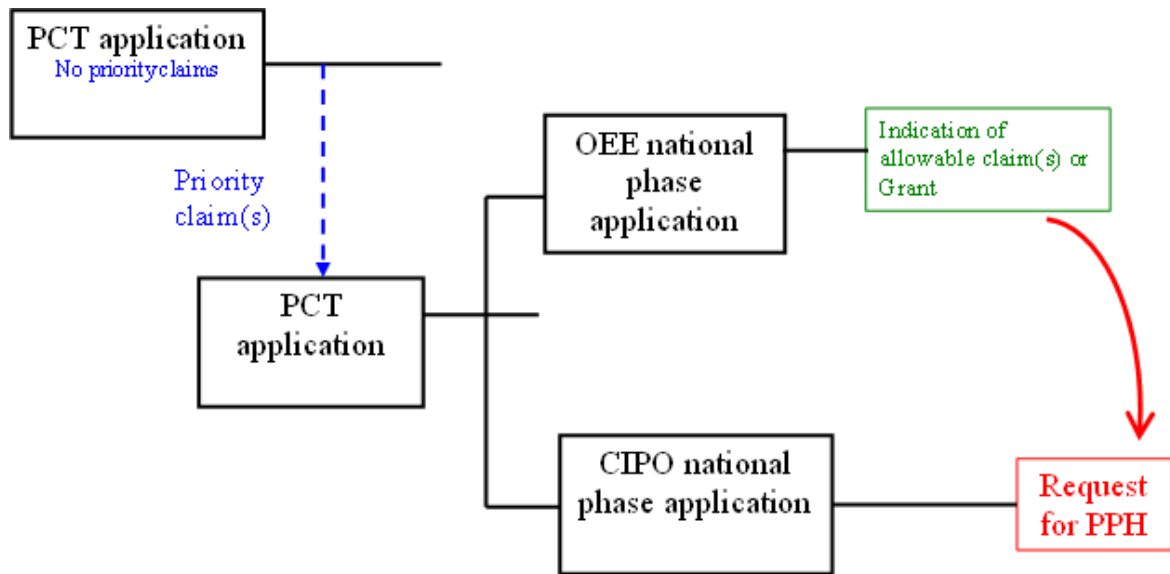 PCT application
No priorityclaims
Priority
claim(s)
PCT
application
OEE national
phase
application
Indication of
allowable claim(s) or
Grant
CIPO national
phase application
Request
for PPH